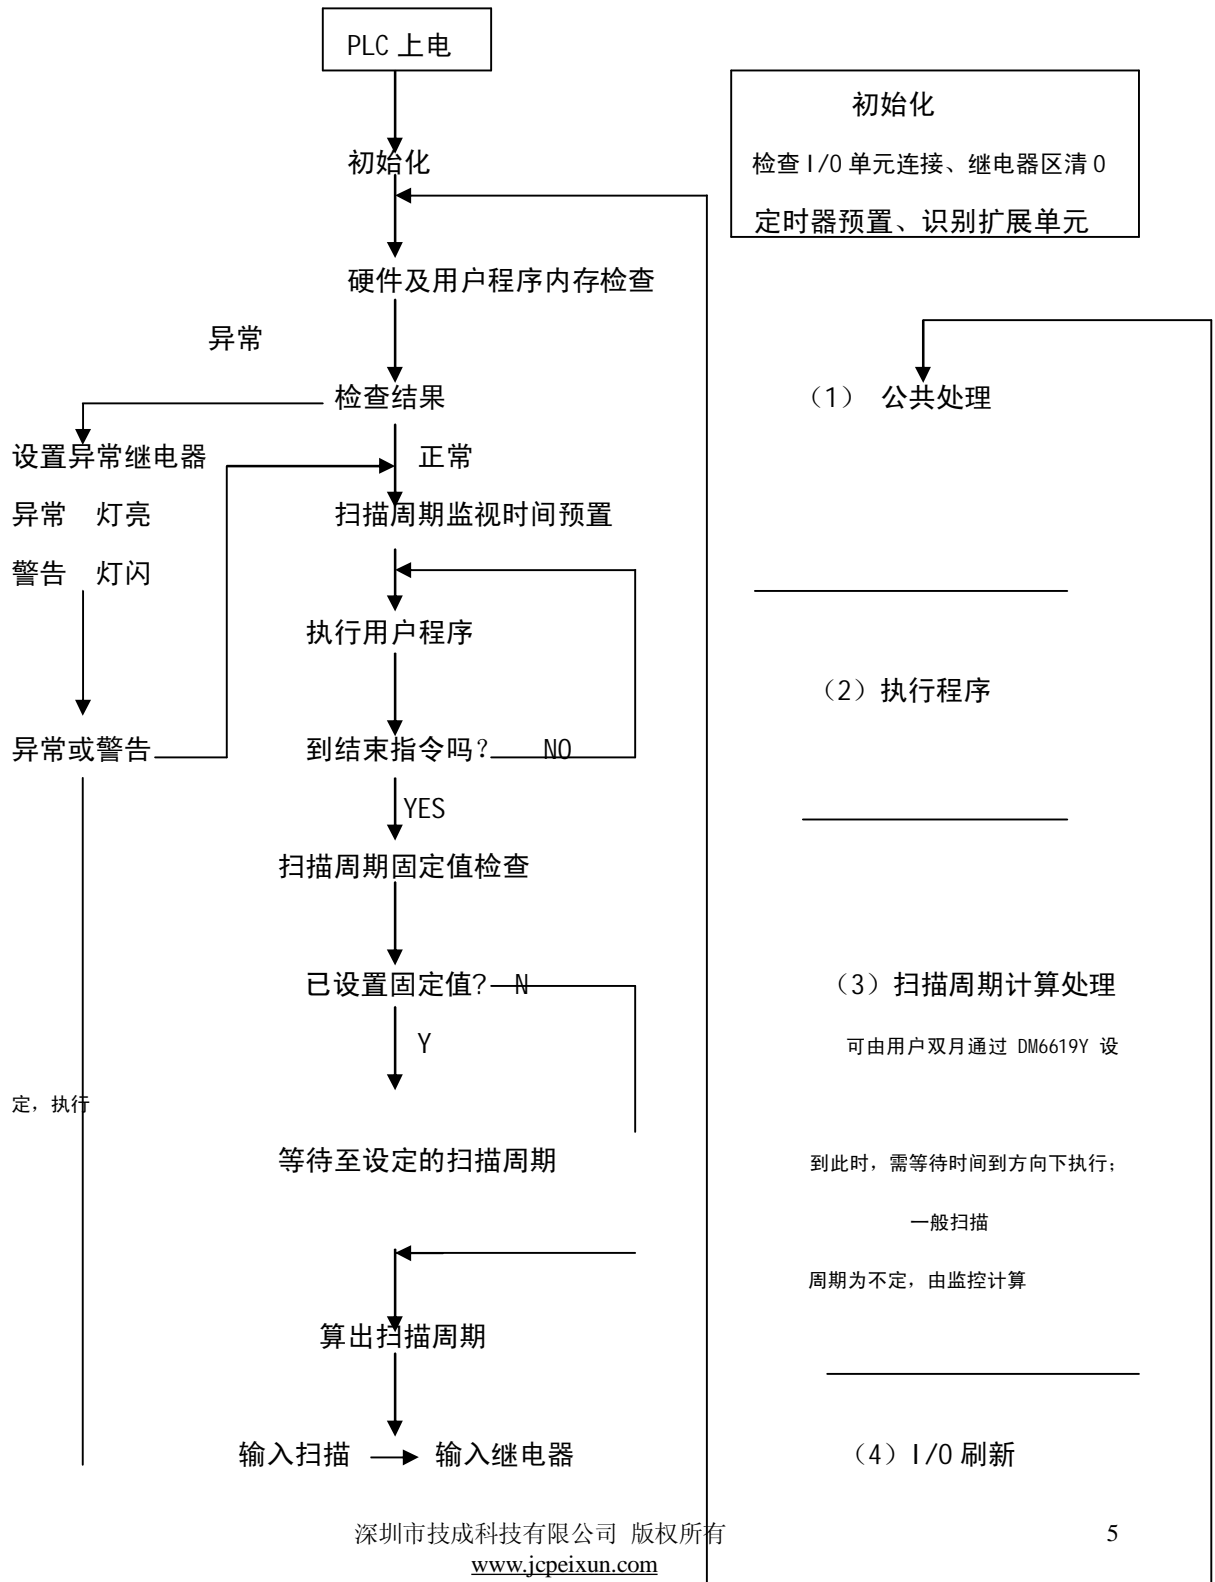 PLC 上电
初始化
检查 I/O 单元连接、继电器区清 0
定时器预置、识别扩展单元
初始化
硬件及用户程序内存检查
异常
检查结果
（1） 公共处理
设置异常继电器
正常
异常 灯亮
扫描周期监视时间预置
警告 灯闪
执行用户程序
（2）执行程序
异常或警告
到结束指令吗？ NO
YES
扫描周期固定值检查
已设置固定值？ N
（3）扫描周期计算处理
Y
可由用户双月通过 DM6619Y 设
定，执行
等待至设定的扫描周期
到此时，需等待时间到方向下执行；
一般扫描
周期为不定，由监控计算
算出扫描周期
输入扫描 输入继电器
（4）I/O 刷新
深圳市技成科技有限公司 版权所有 5
www.jcpeixun.com